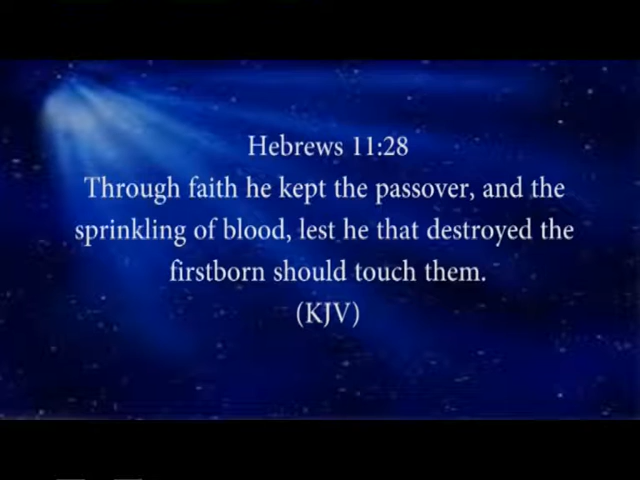 Hebrews 11:28
Through faith he kept the passover, and the
sprinkling of blood, lest he that destroyed the
firstborn should touch them.
(KJV)